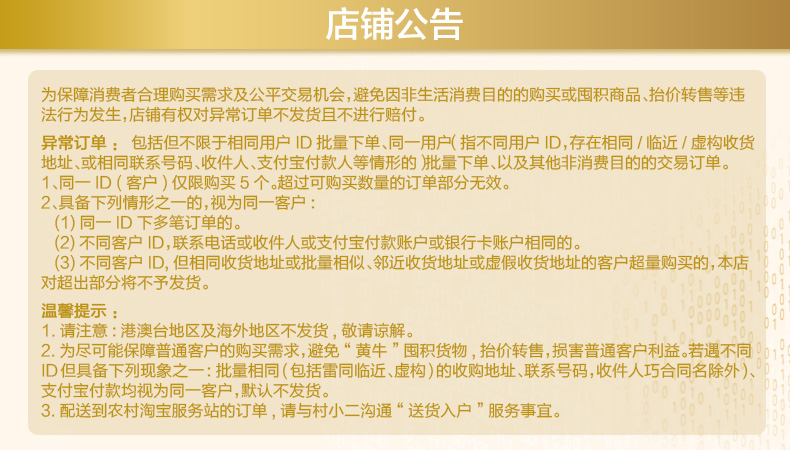 店铺公告
为保障消费者合理购买需求及公平交易机会，避免因非生活消费目的的购买或囤积商品、抬价转售等违
法行为发生，店铺有权对异常订单不发货且不进行赔付。
异常订单： 包括但不限于相同用户 ID 批量下单、同一用户（指不同用户 ID，存在相同 / 临近 / 虚构收货
地址、或相同联系号码、收件人、支付宝付款人等情形的）批量下单、以及其他非消费目的的交易订单。
1、同一 ID（客户）仅限购买 5 个。超过可购买数量的订单部分无效。
2、具备下列情形之一的，视为同一客户：
(1) 同一 ID 下多笔订单的。
(2) 不同客户 ID，联系电话或收件人或支付宝付款账户或银行卡账户相同的。
(3) 不同客户 ID, 但相同收货地址或批量相似、邻近收货地址或虚假收货地址的客户超量购买的，本店
对超出部分将不予发货。
温馨提示：
1. 请注意：港澳台地区及海外地区不发货，敬请谅解。
2. 为尽可能保障普通客户的购买需求，避免“黄牛”囤积货物，抬价转售，损害普通客户利益。若遇不同
ID但具备下列现象之一：批量相同（包括雷同临近、虚构）的收购地址、联系号码，收件人巧合同名除外）、
支付宝付款均视为同一客户，默认不发货。
3. 配送到农村淘宝服务站的订单，请与村小二沟通“送货入户”服务事宜。